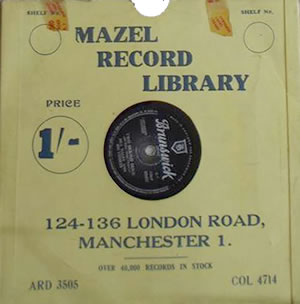 SHELF No.
SHELF No.
MAZEL
RECORD
LIBRARY
PRICE
1/-
Brunswick
124-136 LONDON ROAD,
MANCHESTER 1.
OVER 40,000 RECORDS IN STOCK
ARD 3505
COL 4714